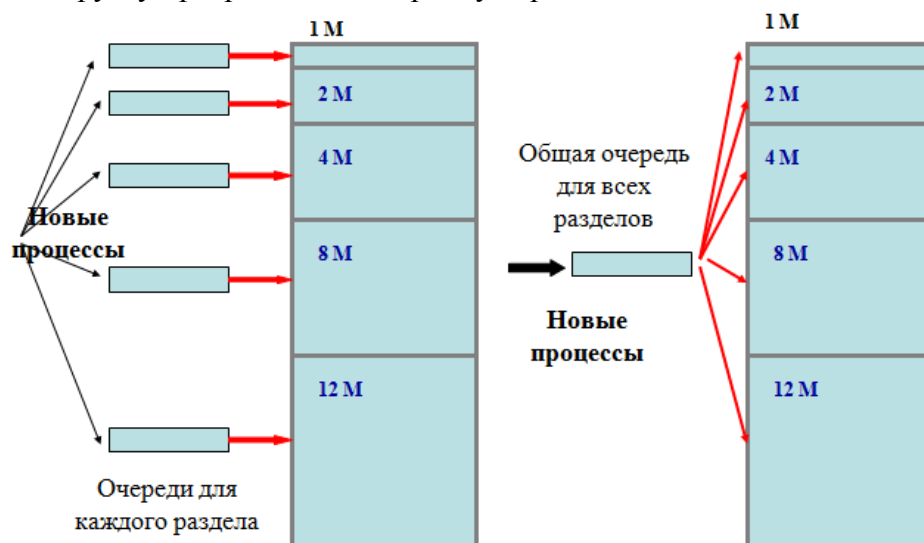 1 М
2 М
4 М
8 М
12 М
Новые
процессы
Очереди для
каждого раздела
1 М
2 М
4 М
8 М
12 М
Общая очередь
для всех
разделов
Новые
процессы